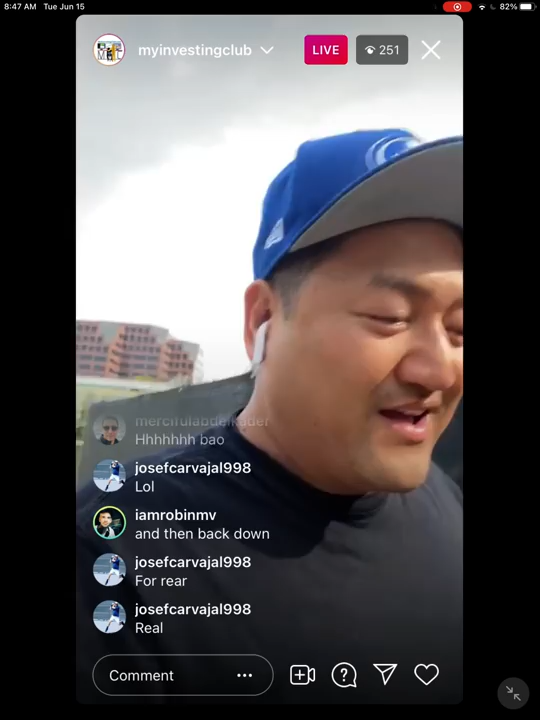 8:47 AM Tue Jun 15
82%
myinvestingclub
LIVE
251
mercifulabdelkader
Hhhhhhh bao
josefcarvajal998
Lol
iamrobinmv
and then back down
josefcarvajal998
For rear
josefcarvajal998
Real
Comment